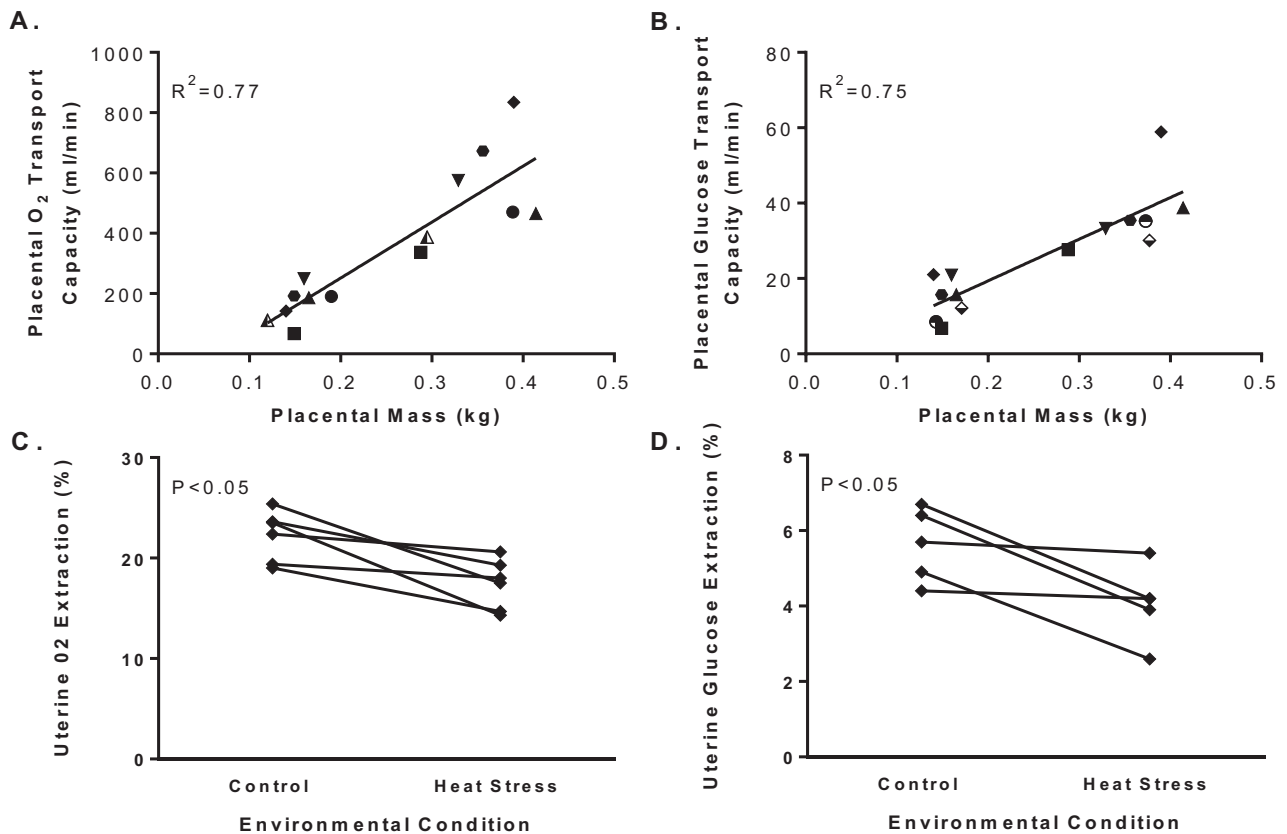 A.
Placental O2 Transport
Capacity (ml/min)
R2=0.77
1000
800
600
400
200
0
0.0 0.1 0.2 0.3 0.4 0.5
Placental Mass (kg)
B.
Placental Glucose Transport
Capacity (ml/min)
R2=0.75
80
60
40
20
0
0.0 0.1 0.2 0.3 0.4 0.5
Placental Mass (kg)
C.
Uterine 02 Extraction (%)
P<0.05
30
20
10
0
Control Heat Stress
Environmental Condition
D.
Uterine Glucose Extraction (%)
P<0.05
8
6
4
2
0
Control Heat Stress
Environmental Condition